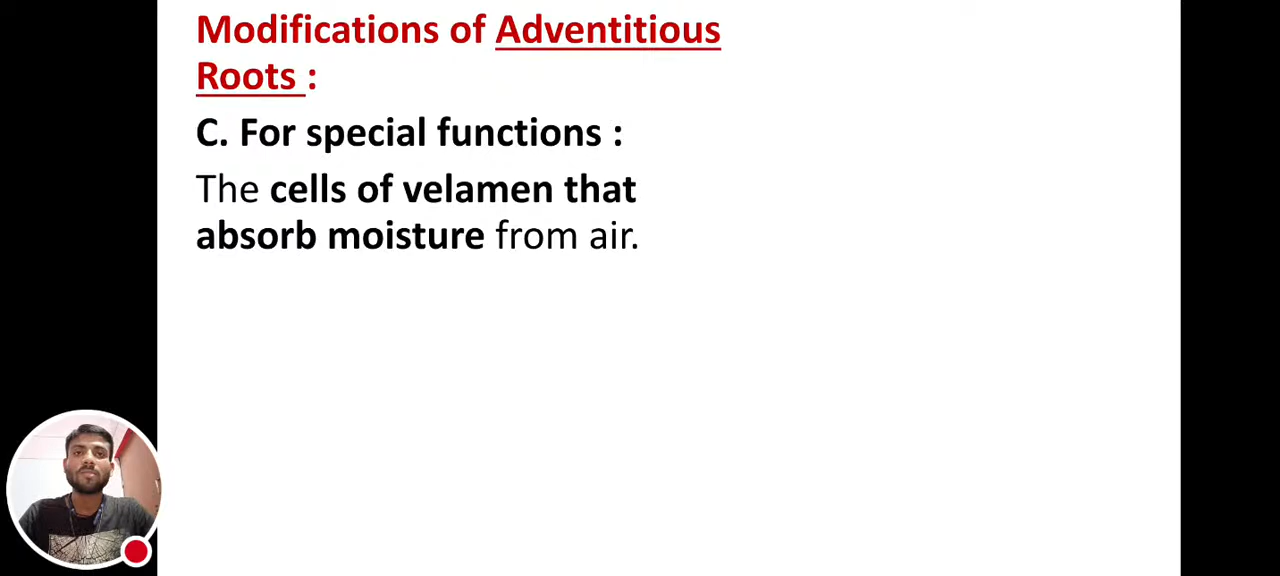 Modifications of Adventitious
Roots :
C. For special functions :
The cells of velamen that
absorb moisture from air.